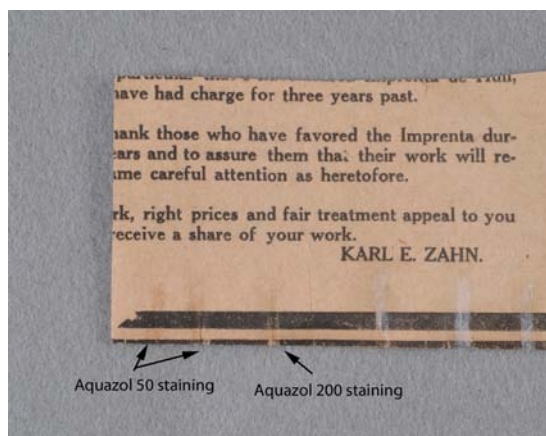 have had charge for three years past.
hank those who have favored the Imprenta dur-
ears and to assure them that their work will re-
ame careful attention as heretofore.
rk, right prices and fair treatment appeal to you
receive a share of your work.
KARL E. ZAHN.
Aquazol 50 staining
Aquazol 200 staining